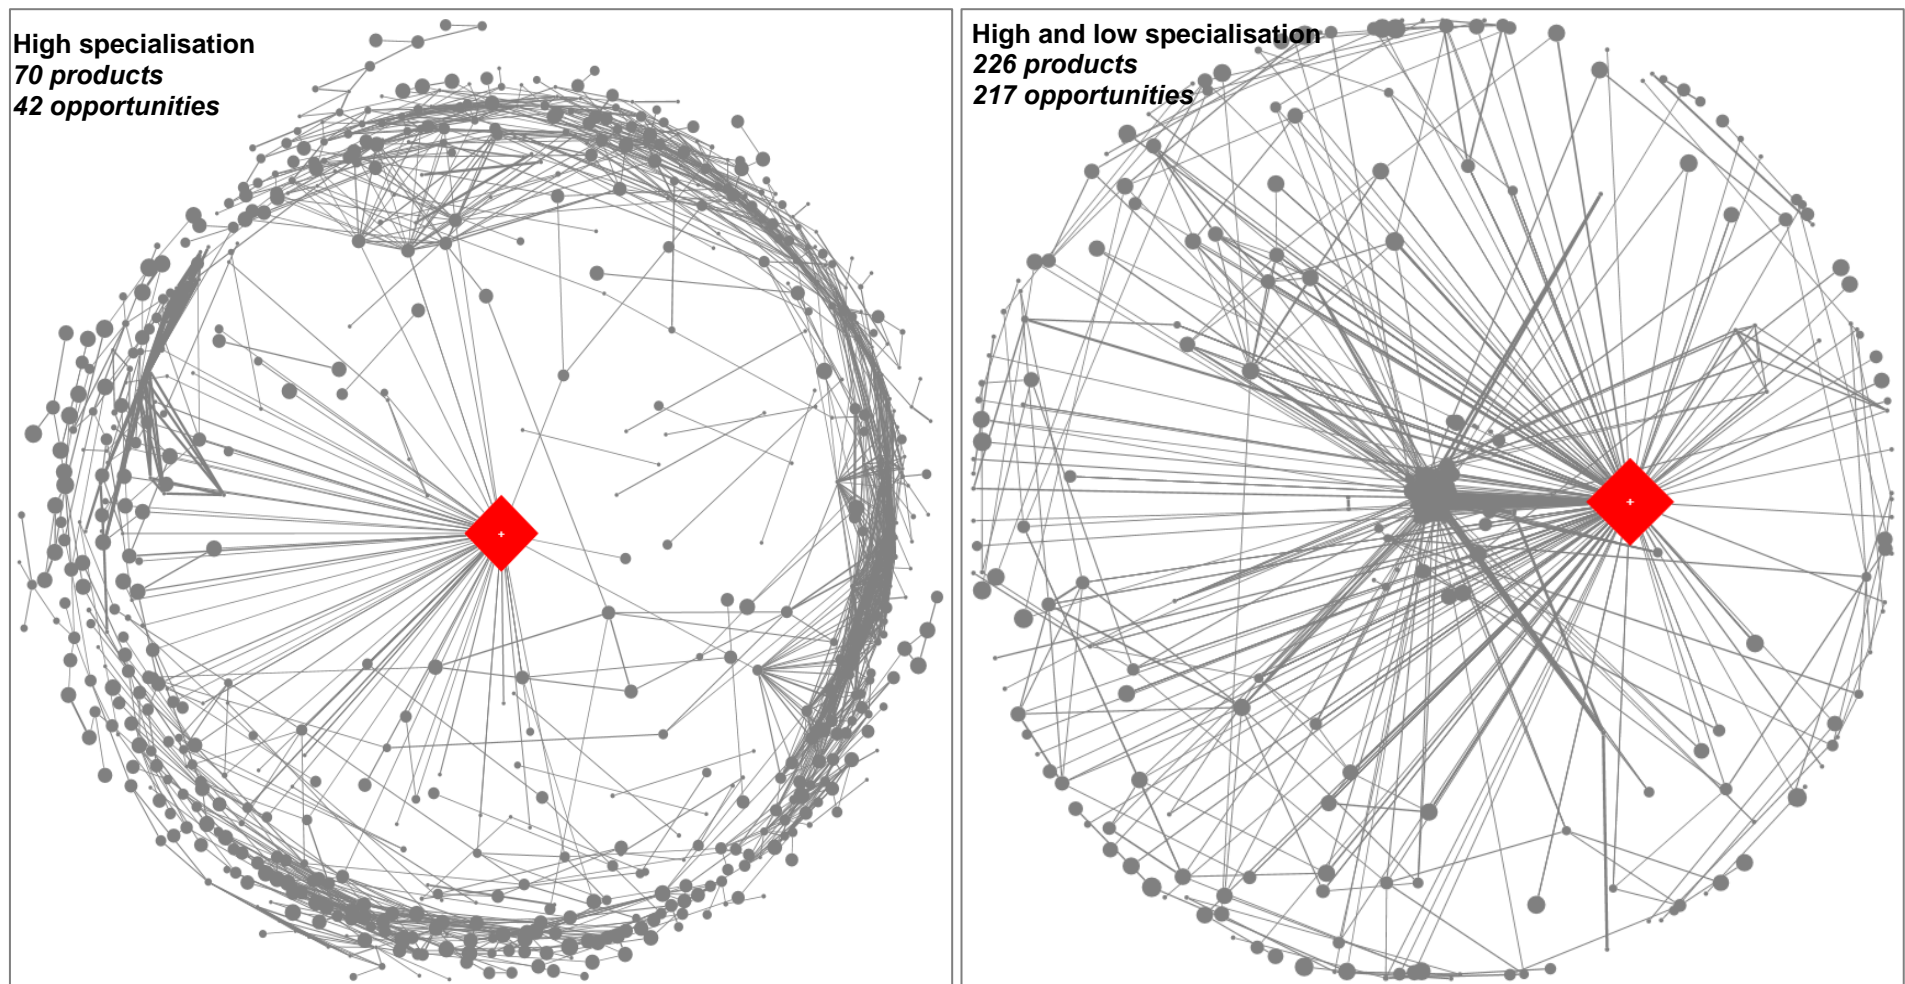 High specialisation
70 products
42 opportunities
High and low specialisation
226 products
217 opportunities